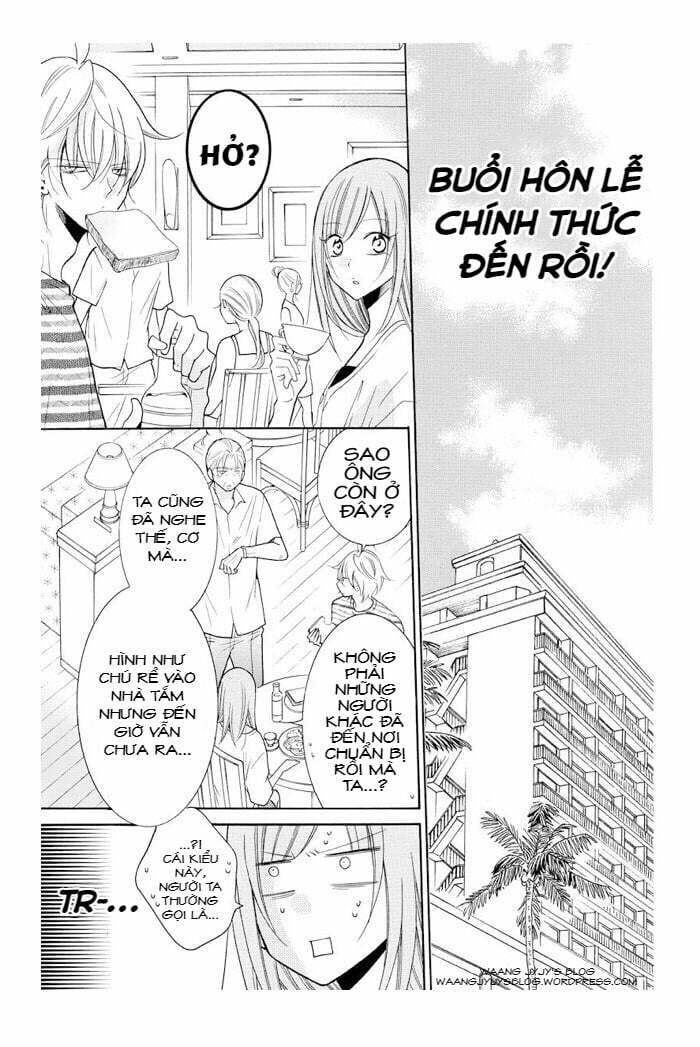 BUỔI HÔN LỄ
CHÍNH THỨC
ĐẾN RỒI!
HỞ?
SAO
ÔNG
CÒN Ở
ĐÂY?
KHÔNG
PHẢI
NHỮNG
NGƯỜI
KHÁC ĐÃ
ĐẾN NƠI
CHUẨN BỊ
RỒI MÀ
TA...?
TA CŨNG
ĐÃ NGHE
THẾ, CƠ
MÀ...
HÌNH NHƯ
CHÚ RỂ VÀO
NHÀ TẮM
NHƯNG ĐẾN
GIỜ VẪN
CHƯA RA...
...?!
CÁI KIỂU
NÀY,
NGƯỜI TA
THƯỜNG
GỌI LÀ...
TR-...
WAANG JYJY'S BLOG
WAANGJYJYSBLOG.WORDPRESS.COM